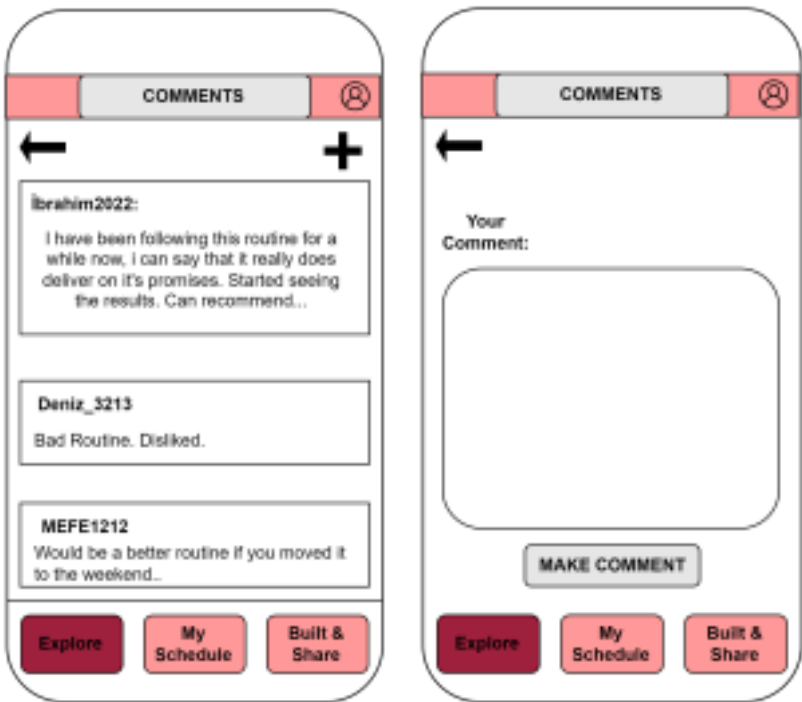 COMMENTS
İbrahim2022:
I have been following this routine for a
while now, i can say that it really does
deliver on it's promises. Started seeing
the results. Can recommend...
Deniz_3213
Bad Routine. Disliked.
MEFE1212
Would be a better routine if you moved it
to the weekend..
Explore
My
Schedule
Built &
Share
COMMENTS
Your
Comment:
MAKE COMMENT
Explore
My
Schedule
Built &
Share